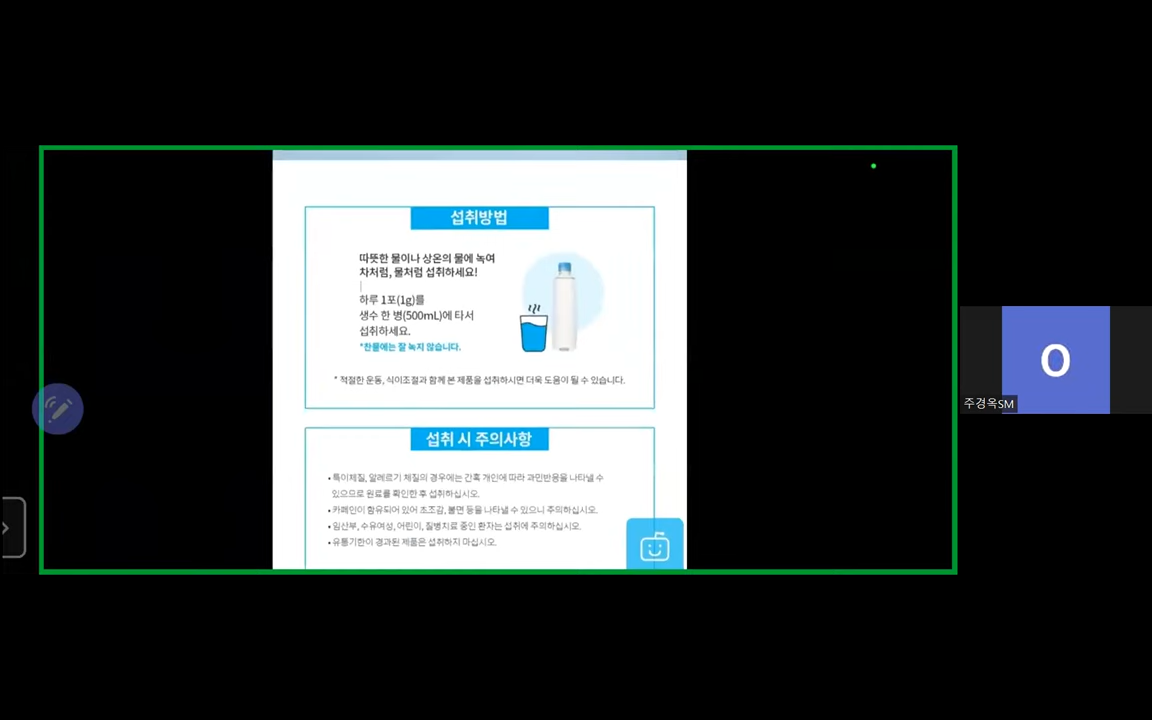 섭취방법
따뜻한 물이나 상온의 물에 녹여
차처럼, 물처럼 섭취하세요!
하루 1포(1g)를
생수 한 병(500mL)에 타서
섭취하세요.
*찬물에는 잘 녹지 않습니다.
* 적절한 운동, 식이조절과 함께 본 제품을 섭취하시면 더욱 도움이 될 수 있습니다.
섭취 시 주의사항
• 특이체질, 알레르기 체질의 경우에는 간혹 개인에 따라 과민반응을 나타낼 수
있으므로 원료를 확인한 후 섭취하십시오.
• 카페인이 함유되어 있어 초조감, 불면 등을 나타낼 수 있으니 주의하십시오.
• 임산부, 수유여성, 어린이, 질병치료 중인 환자는 섭취에 주의하십시오.
• 유통기한이 경과된 제품은 섭취하지 마십시오.
O
주경옥SM